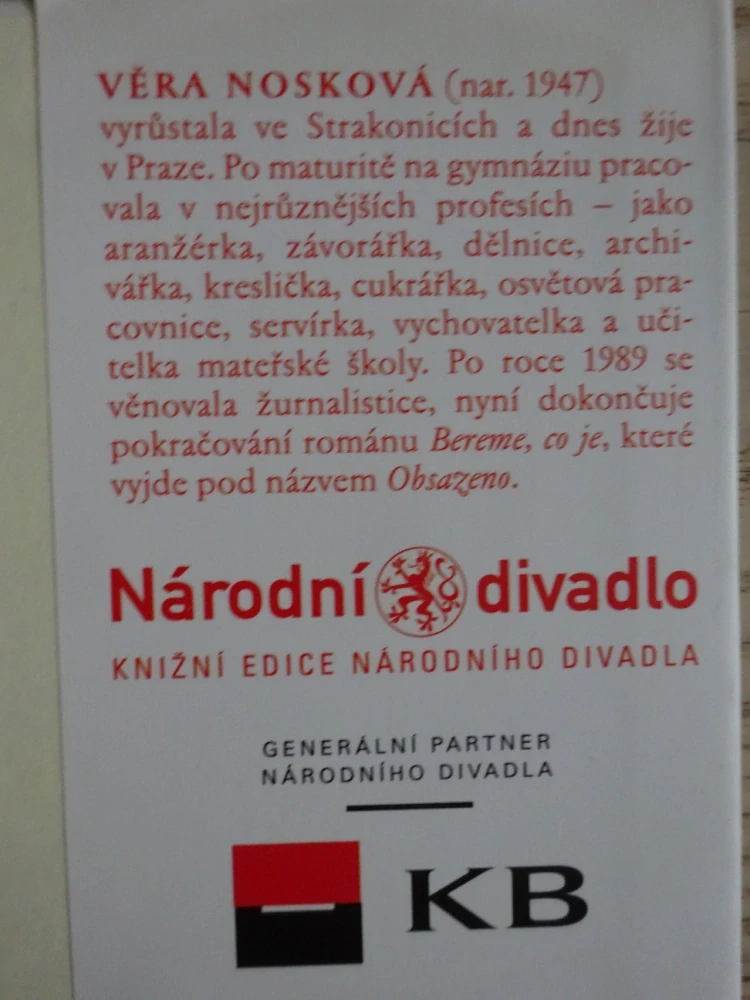 VĚRA NOSKOVÁ (nar. 1947)
vyrůstala ve Strakonicích a dnes žije
v Praze. Po maturitě na gymnáziu praco-
vala v nejrůznějších profesích – jako
aranžérka, závorářka, dělnice, archi-
vářka, kreslička, cukrářka, osvětová pra-
covnice, servírka, vychovatelka a uči-
telka mateřské školy. Po roce 1989 se
věnovala žurnalistice, nyní dokončuje
pokračování románu Bereme, co je, které
vyjde pod názvem Obsazeno.
Národní divadlo
KNIŽNÍ EDICE NÁRODNÍHO DIVADLA
GENERÁLNÍ PARTNER
NÁRODNÍHO DIVADLA
KB